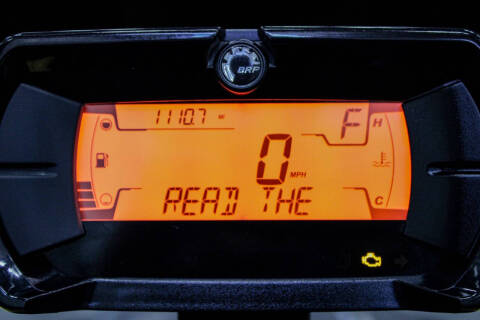 BRP
1110.7 MI
F H
0 MPH
C
READ THE